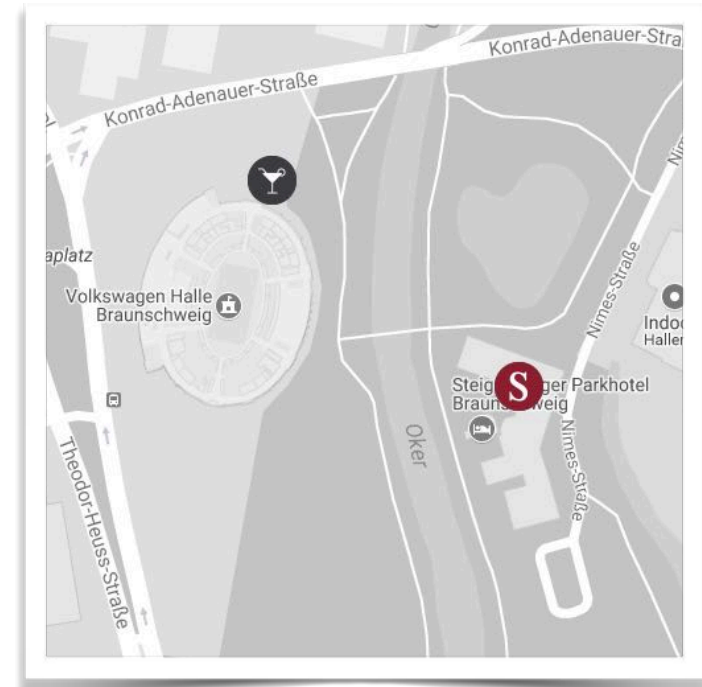 Konrad-Adenauer-Stra
Konrad-Adenauer-Straße
aplatz
Volkswagen Halle
Braunschweig
Nimes-Straße
Indoo
Haller
S
Parkhotel
Oker
Nimes-Straße
Theodor-Heuss-Straße